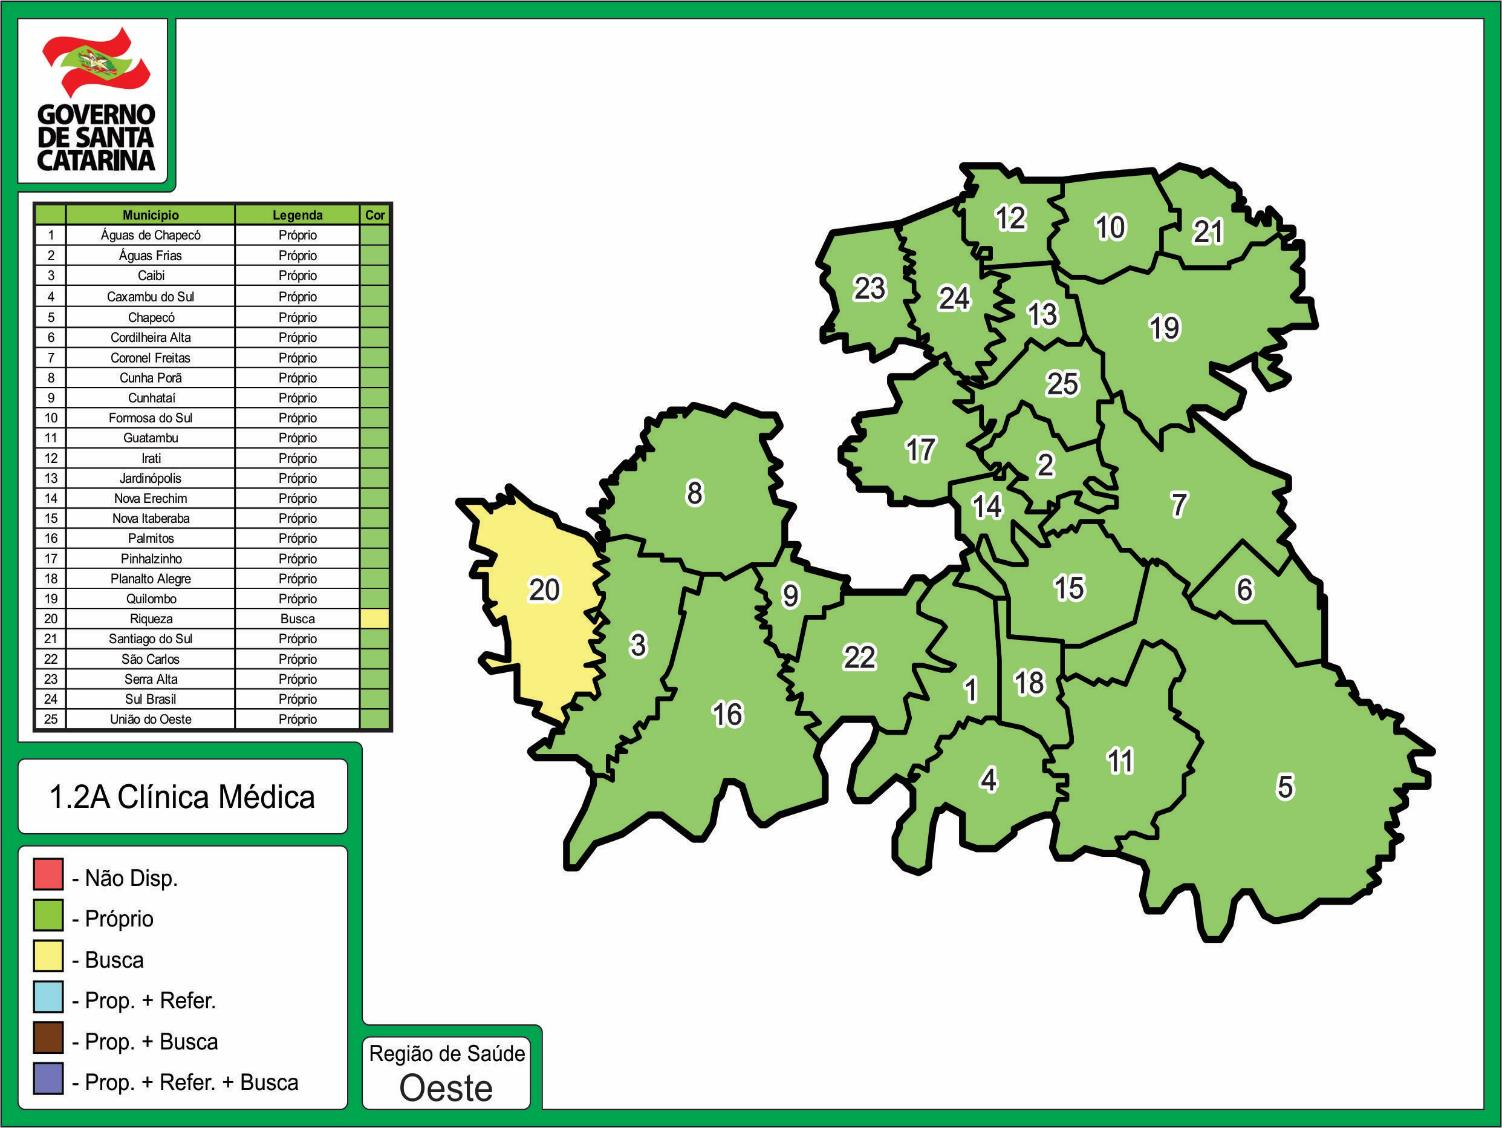 GOVERNO
DE SANTA
CATARINA
Município Legenda Cor
1 Águas de Chapecó Próprio
2 Águas Frias Próprio
3 Caibi Próprio
4 Caxambu do Sul Próprio
5 Chapecó Próprio
6 Cordilheira Alta Próprio
7 Coronel Freitas Próprio
8 Cunha Porã Próprio
9 Cunhataí Próprio
10 Formosa do Sul Próprio
11 Guatambu Próprio
12 Irati Próprio
13 Jardinópolis Próprio
14 Nova Erechim Próprio
15 Nova Itaberaba Próprio
16 Palmitos Próprio
17 Pinhalzinho Próprio
18 Planalto Alegre Próprio
19 Quilombo Próprio
20 Riqueza Busca
21 Santiago do Sul Próprio
22 São Carlos Próprio
23 Serra Alta Próprio
24 Sul Brasil Próprio
25 União do Oeste Próprio
1.2A Clínica Médica
- Não Disp.
- Próprio
- Busca
- Prop. + Refer.
- Prop. + Busca
- Prop. + Refer. + Busca
Região de Saúde
Oeste
12
10
21
23
24
13
19
25
17
2
8
14
7
20
9
15
6
3
22
1
18
16
4
11
5